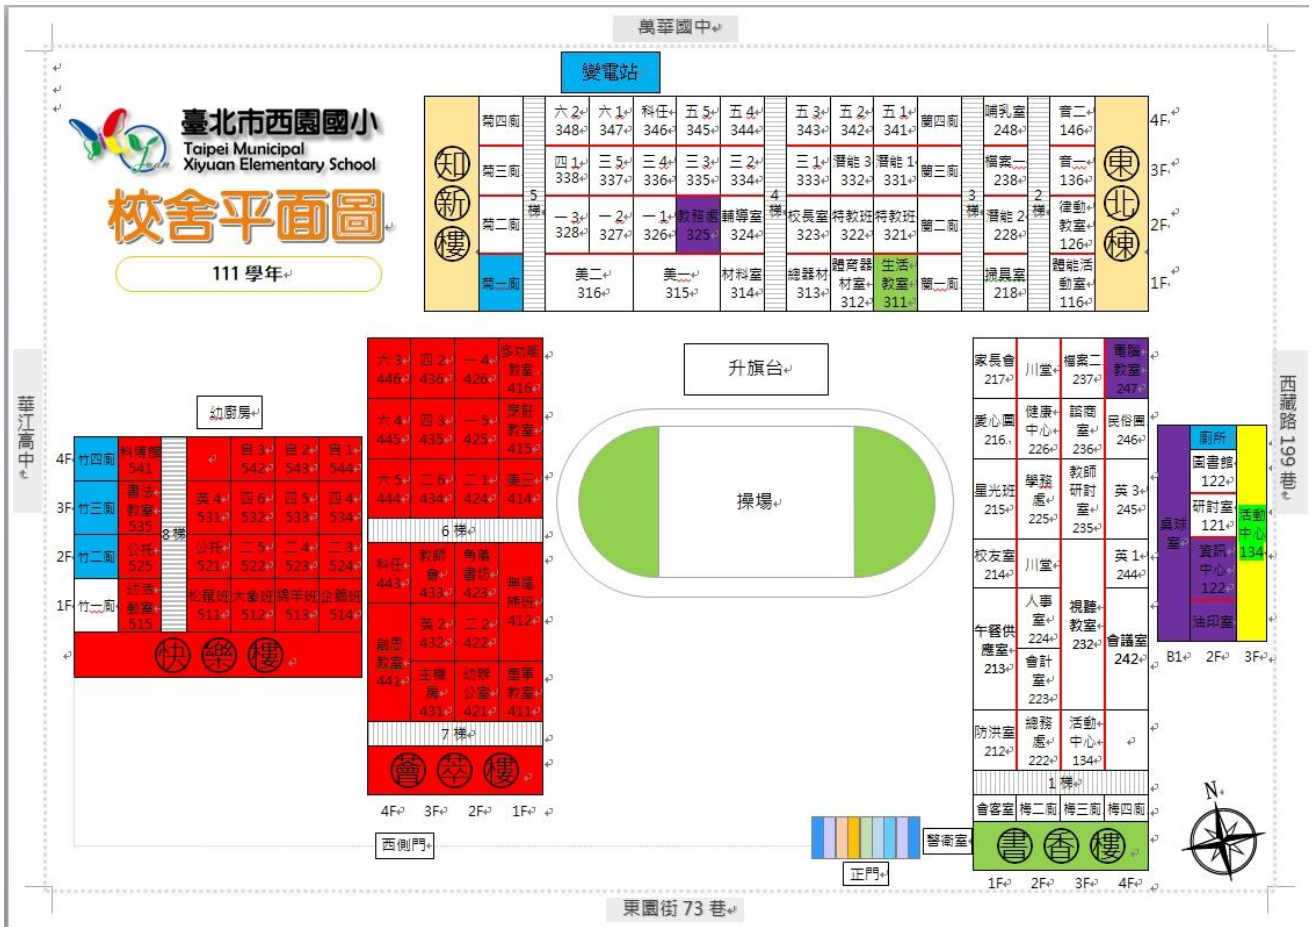 萬華國中
變電站
臺北市西園國小
Taipei Municipal
Xiyuan Elementary School
校舍平面圖
111 學年
知新樓
菊四廁
六 2 348
六 1 347
科任 346
五 5 345
五 4 344
五 3 343
五 2 342
五 1 341
蘭四廁
哺乳室 248
音二 146
4F
菊三廁
四 1 338
三 5 337
三 4 336
三 3 335
三 2 334
三 1 333
潛能 3 332
潛能 1 331
蘭三廁
檔案一 238
音一 136
3F
5 梯
4 梯
3 梯
2 梯
菊二廁
一 3 328
一 2 327
一 1 326
教務處 325
輔導室 324
校長室 323
特教班 322
特教班 321
蘭二廁
潛能 2 228
律動教室 126
2F
菊一廁
美二 316
美一 315
材料室 314
總器材 313
體育器材室 312
生活教室 311
蘭一廁
掃具室 218
體能活動室 116
1F
東北棟
華江高中
西藏路 199 巷
幼廚房
4F
竹四廁
科博館 541
自 3 542
自 2 543
自 1 544
3F
竹三廁
書法教室 535
英 4 531
四 6 532
四 5 533
四 4 534
8 梯
2F
竹二廁
公托 525
公托 521
二 5 522
二 4 523
二 3 524
1F
竹一廁
幼活動室 515
松鼠班 511
大象班 512
綿羊班 513
企鵝班 514
快樂樓
六 3 446
四 2 436
一 4 426
多功能教室 416
六 4 445
四 3 435
一 5 425
烹飪教室 415
六 5 444
二 6 434
二 1 424
美三 414
6 梯
科任 443
教師會 433
角落書坊 423
無尾熊班 412
創思教室 441
英 2 432
二 2 422
主機房 431
幼辦公室 421
童軍教室 411
7 梯
薈萃樓
4F 3F 2F 1F
西側門
升旗台
操場
家長會 217
川堂
檔案二 237
電腦教室 247
愛心圃 216
健康中心 226
諮商室 236
民俗團 246
星光班 215
學務處 225
教師研討室 235
英 3 245
校友室 214
川堂
視聽教室 232
英 1 244
午餐供應室 213
人事室 224
會計室 223
會議室 242
防洪室 212
總務處 222
活動中心 134
1 梯
會客室
梅二廁
梅三廁
梅四廁
警衛室
書香樓
正門
1F 2F 3F 4F
桌球室
廁所
圖書館 122
研討室 121
資訊中心 122
油印室
活動中心 134
B1 2F 3F
N
東園街 73 巷